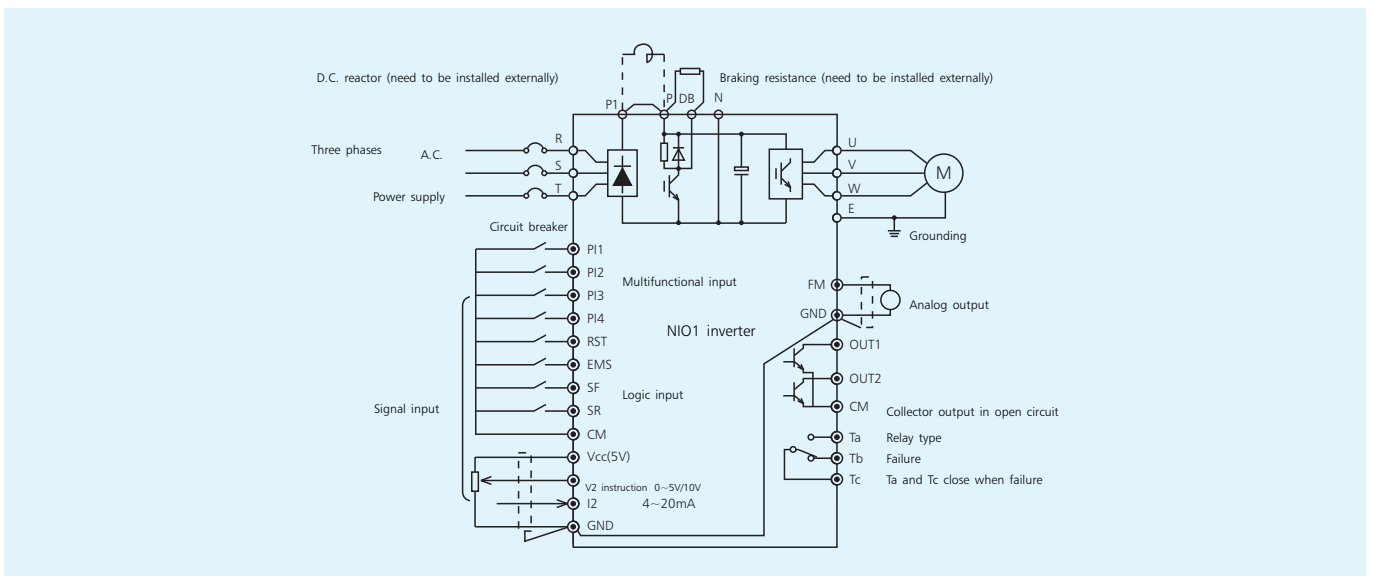 D.C. reactor (need to be installed externally)
Braking resistance (need to be installed externally)
P1
P
DB
N
Three phases
A.C.
Power supply
R
S
T
Circuit breaker
U
V
W
E
M
Grounding
PI1
PI2
PI3
PI4
RST
EMS
SF
SR
CM
Multifunctional input
NIO1 inverter
Logic input
Signal input
Vcc(5V)
V2 instruction 0~5V/10V
I2
4~20mA
GND
FM
GND
Analog output
OUT1
OUT2
CM
Collector output in open circuit
Ta
Relay type
Tb
Failure
Tc
Ta and Tc close when failure